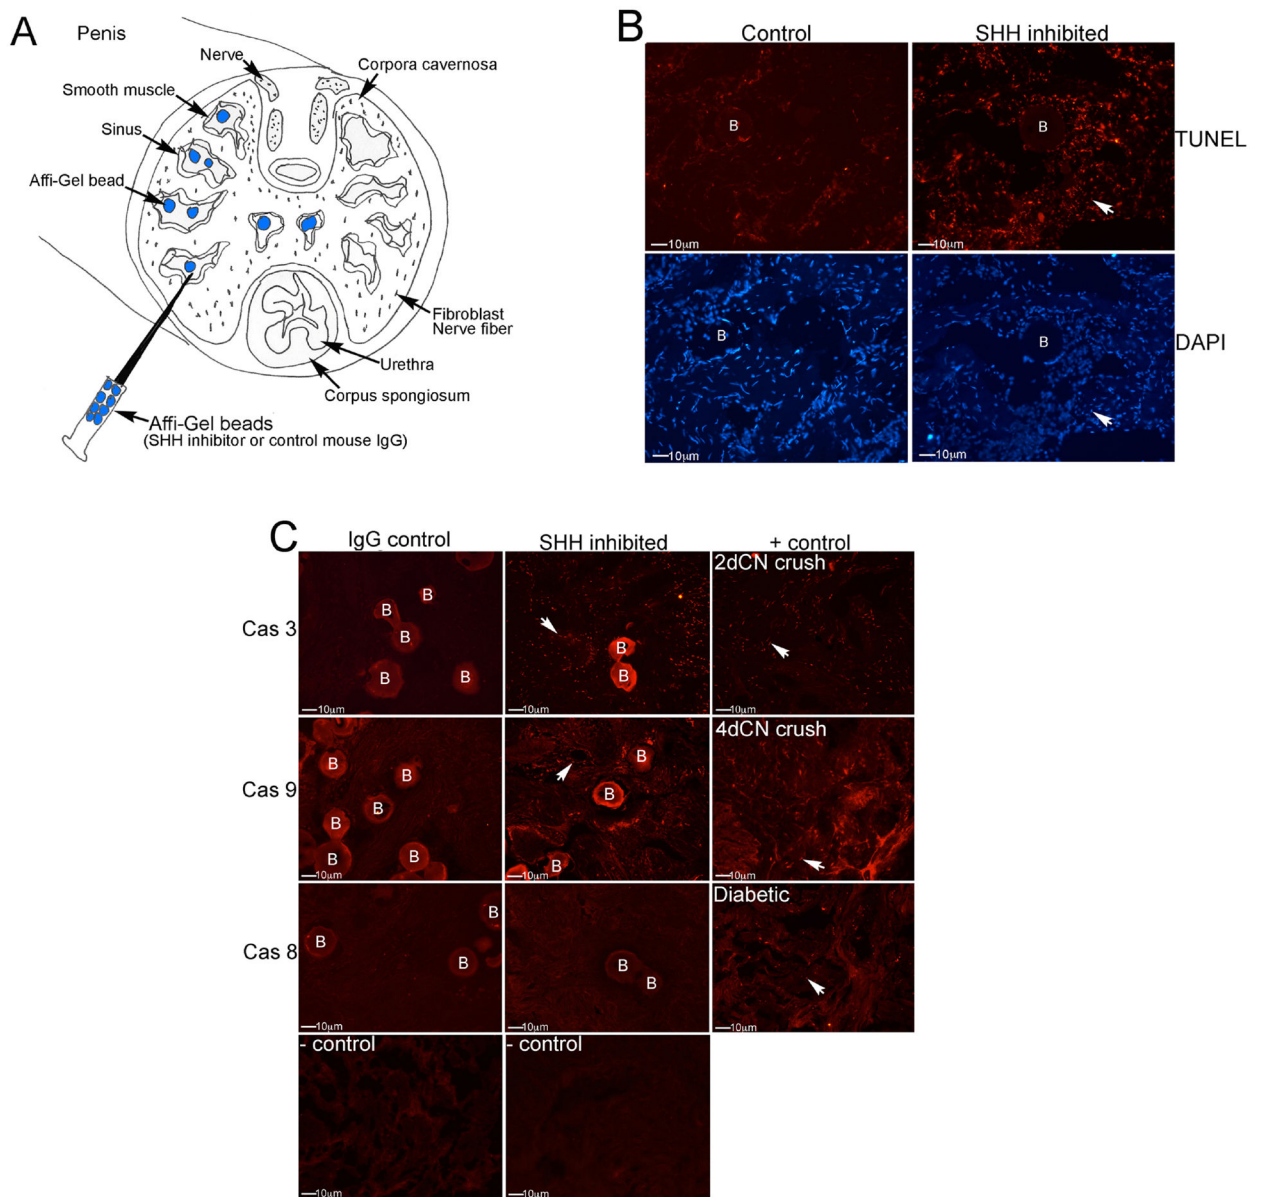 A
Penis
Nerve
Corpora cavernosa
Smooth muscle
Sinus
Affi-Gel bead
Fibroblast
Nerve fiber
Urethra
Corpus spongiosum
Affi-Gel beads
(SHH inhibitor or control mouse IgG)
B
Control
SHH inhibited
B
B
TUNEL
10µm
10µm
B
B
DAPI
10µm
10µm
C
IgG control
SHH inhibited
+ control
Cas 3
B
B
B
B
B
10µm
B
B
10µm
2dCN crush
10µm
Cas 9
B
B
B
B
B
B
10µm
B
B
B
10µm
4dCN crush
10µm
Cas 8
B
B
B
10µm
B
B
10µm
Diabetic
10µm
- control
10µm
- control
10µm